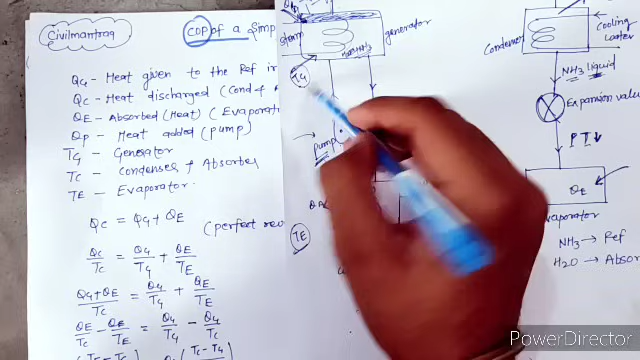 Civilmantraa
COP of a Simp
QG - Heat given to the Ref in
QC - Heat discharged (Cond &
QE - Absorbed (Heat) (Evaporat
QP - Heat added (pump)
TG - Generator
TC - Condenser & Absorber
TE - Evaporator.
QC = QG + QE
(perfect rev
QC/TC = QG/TG + QE/TE
QG+QE/TC = QG/TG + QE/TE
QE/TC - QE/TE = QG/TG - QG/TC
Steam
generator
TG
pump
TE
Condenser
Cooling
water
NH3 liquid
Expansion valve
P T ↓
QE
evaporator
NH3 → Ref
H2O → Absor
PowerDirector